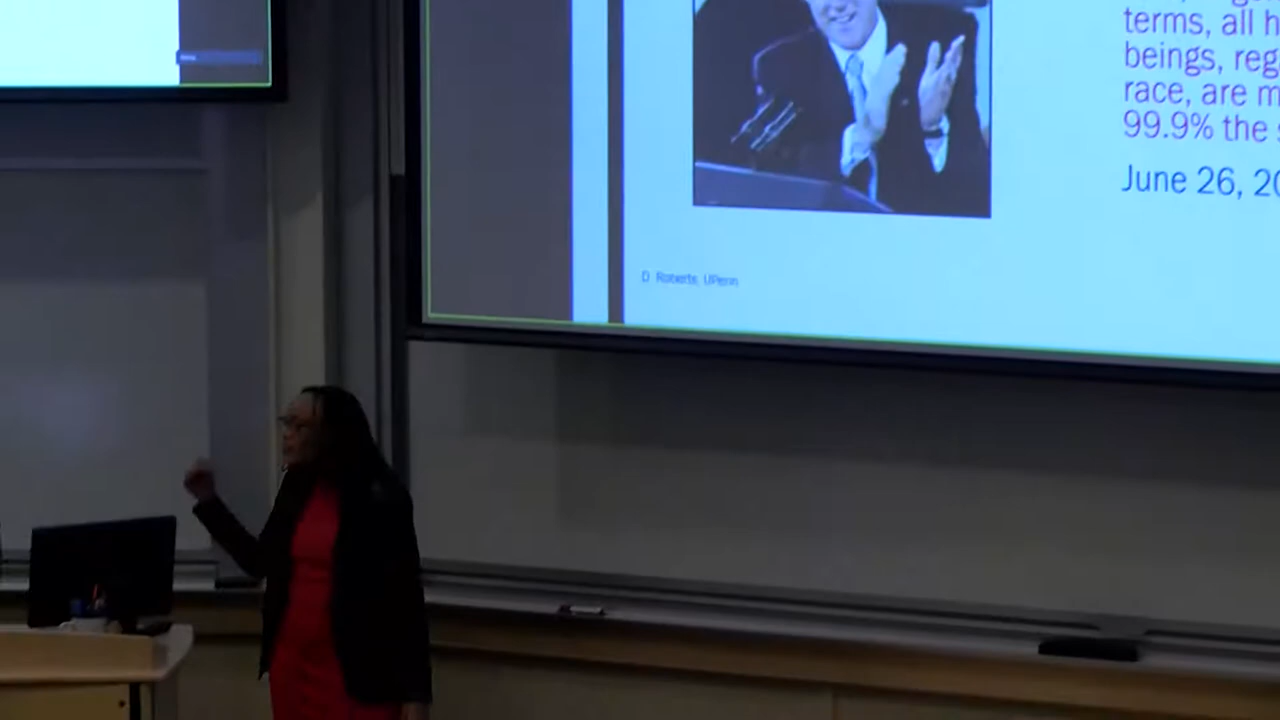 terms, all h
beings, reg
race, are m
99.9% the
June 26, 20
D Roberts, UPenn